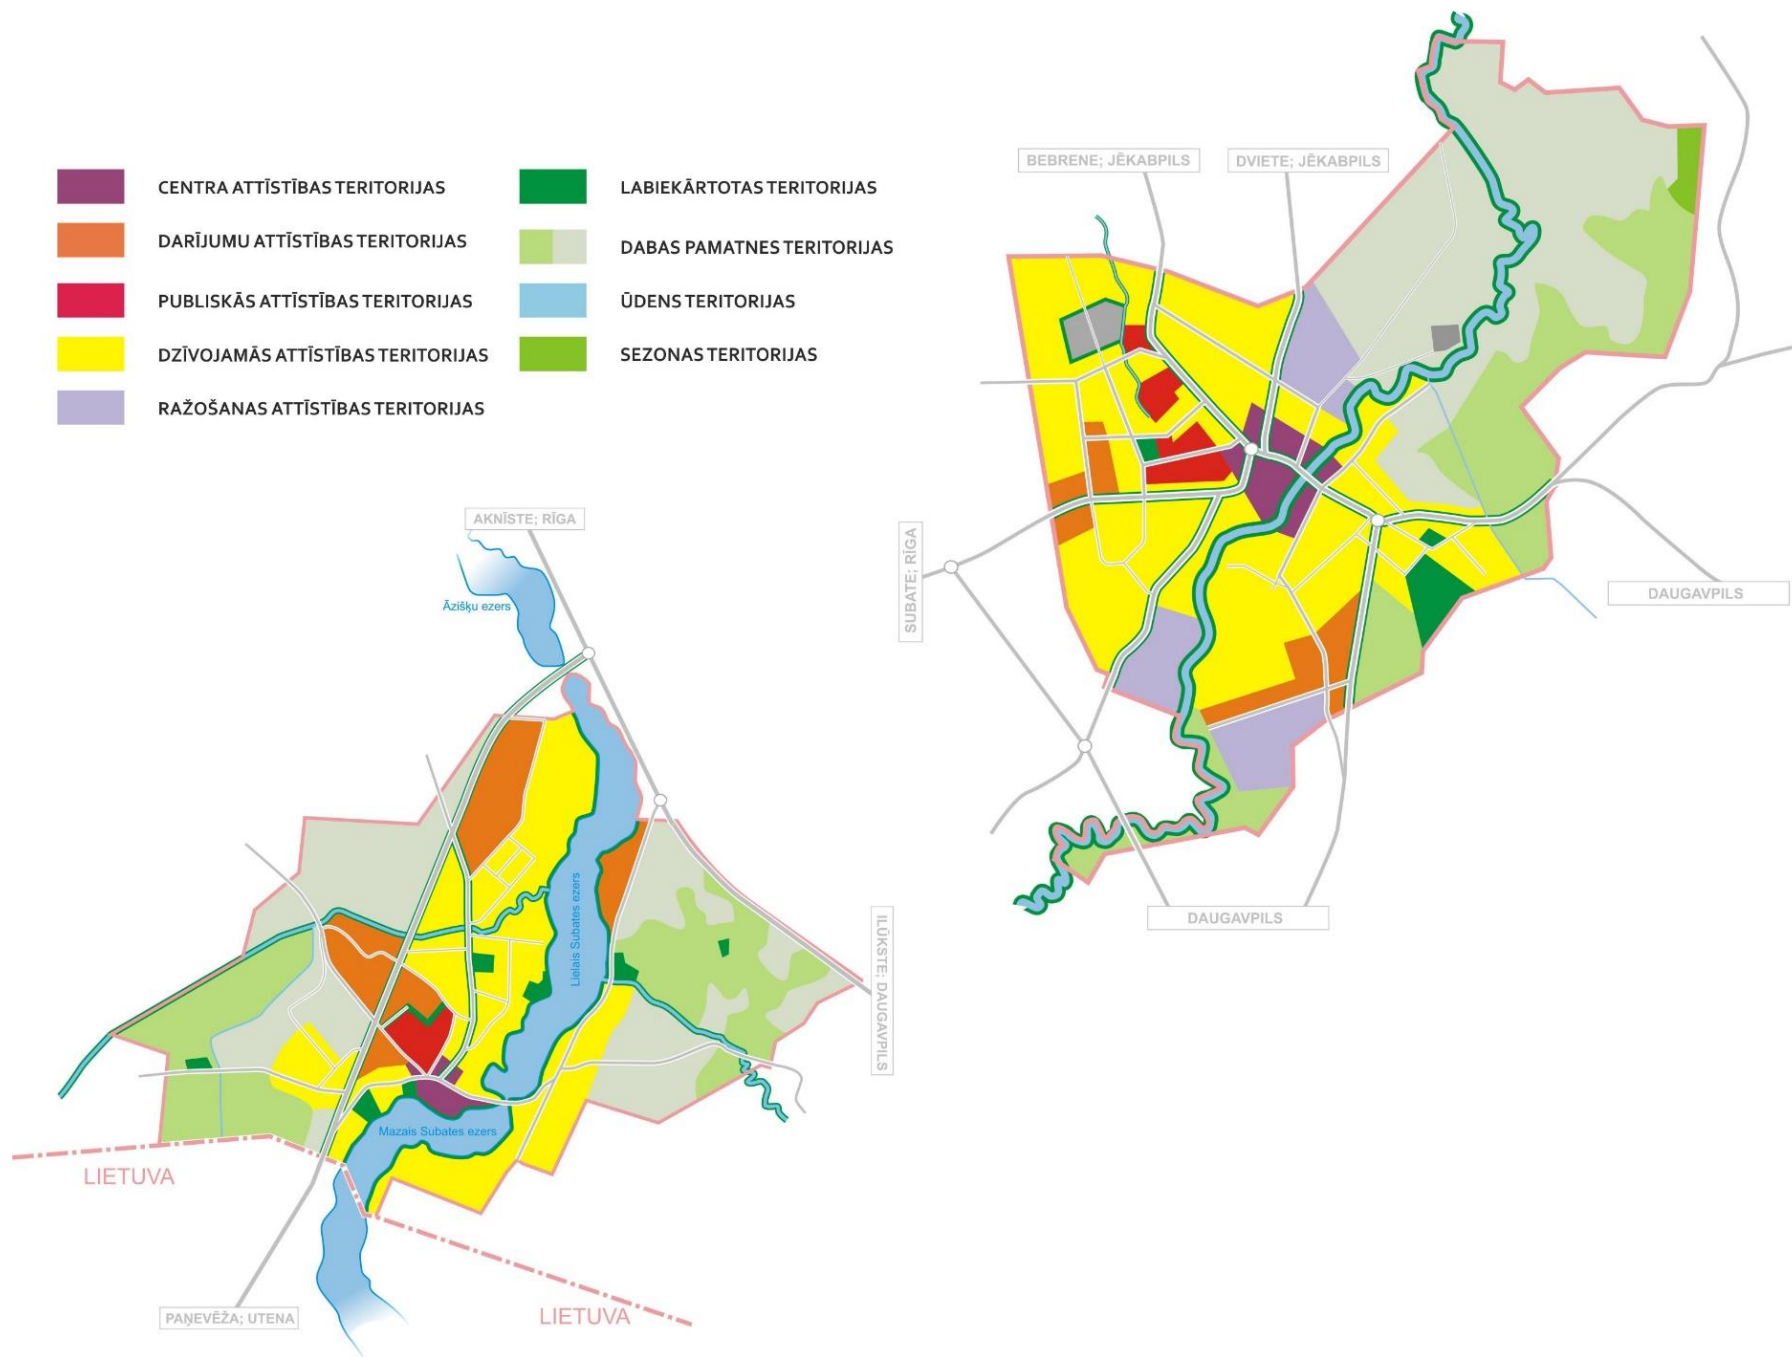 CENTRA ATTĪSTĪBAS TERITORIJAS
DARĪJUMU ATTĪSTĪBAS TERITORIJAS
PUBLISKĀS ATTĪSTĪBAS TERITORIJAS
DZĪVOJAMĀS ATTĪSTĪBAS TERITORIJAS
RAŽOŠANAS ATTĪSTĪBAS TERITORIJAS
LABIEKĀRTOTAS TERITORIJAS
DABAS PAMATNES TERITORIJAS
ŪDENS TERITORIJAS
SEZONAS TERITORIJAS
BEBRENE; JĒKABPILS
DVIETE; JĒKABPILS
SUBATE; RĪGA
DAUGAVPILS
DAUGAVPILS
AKNĪSTE; RĪGA
Āzišķu ezers
Lielais Subates ezers
ILŪKSTE; DAUGAVPILS
Mazais Subates ezers
LIETUVA
PAŅEVĒŽA; UTENA
LIETUVA